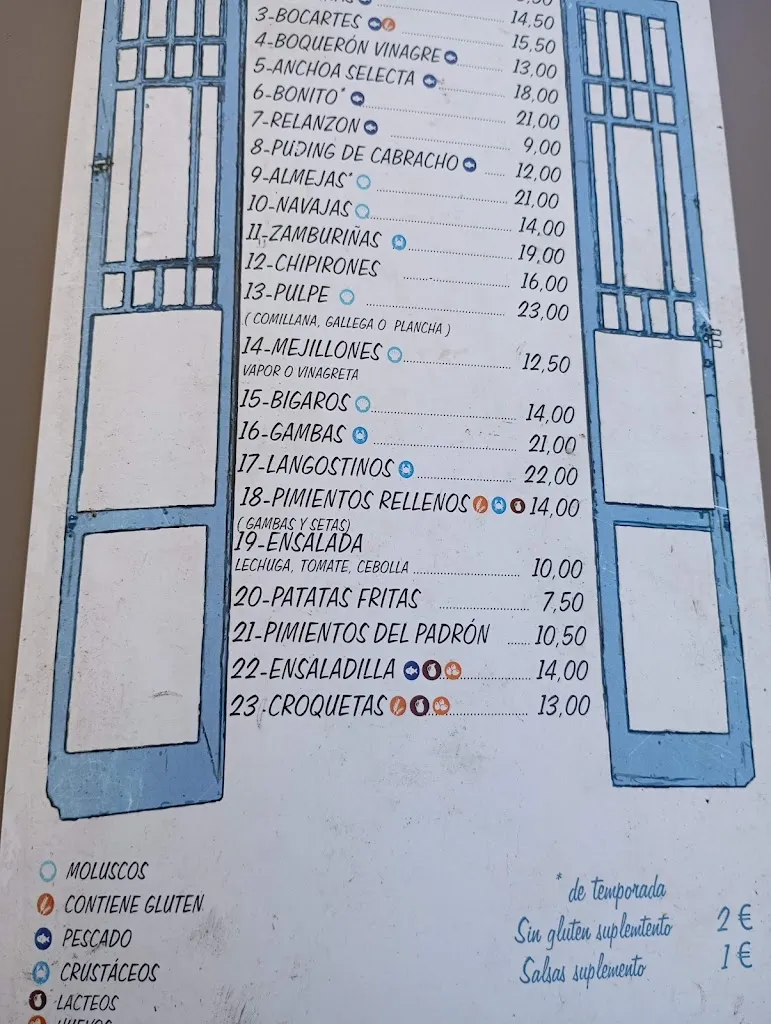 14,50
3-BOCARTES 15,50
4-BOQUERÓN VINAGRE 13,00
5-ANCHOA SELECTA 18,00
6-BONITO* 21,00
7-RELANZON 9,00
8-PUDING DE CABRACHO 12,00
9-ALMEJAS* 21,00
10-NAVAJAS 14,00
11-ZAMBURIÑAS 19,00
12-CHIPIRONES 16,00
13-PULPE 23,00
( COMILLANA, GALLEGA O PLANCHA )
14-MEJILLONES 12,50
VAPOR O VINAGRETA
15-BIGAROS 14,00
16-GAMBAS 21,00
17-LANGOSTINOS 22,00
18-PIMIENTOS RELLENOS 14,00
( GAMBAS Y SETAS)
19-ENSALADA
LECHUGA, TOMATE, CEBOLLA 10,00
20-PATATAS FRITAS 7,50
21-PIMIENTOS DEL PADRÓN 10,50
22-ENSALADILLA 14,00
23-CROQUETAS 13,00
MOLUSCOS
CONTIENE GLUTEN
PESCADO
CRUSTÁCEOS
LACTEOS
HUEVOS
* de temporada
Sin gluten suplemtento 2 €
Salsas suplemento 1 €